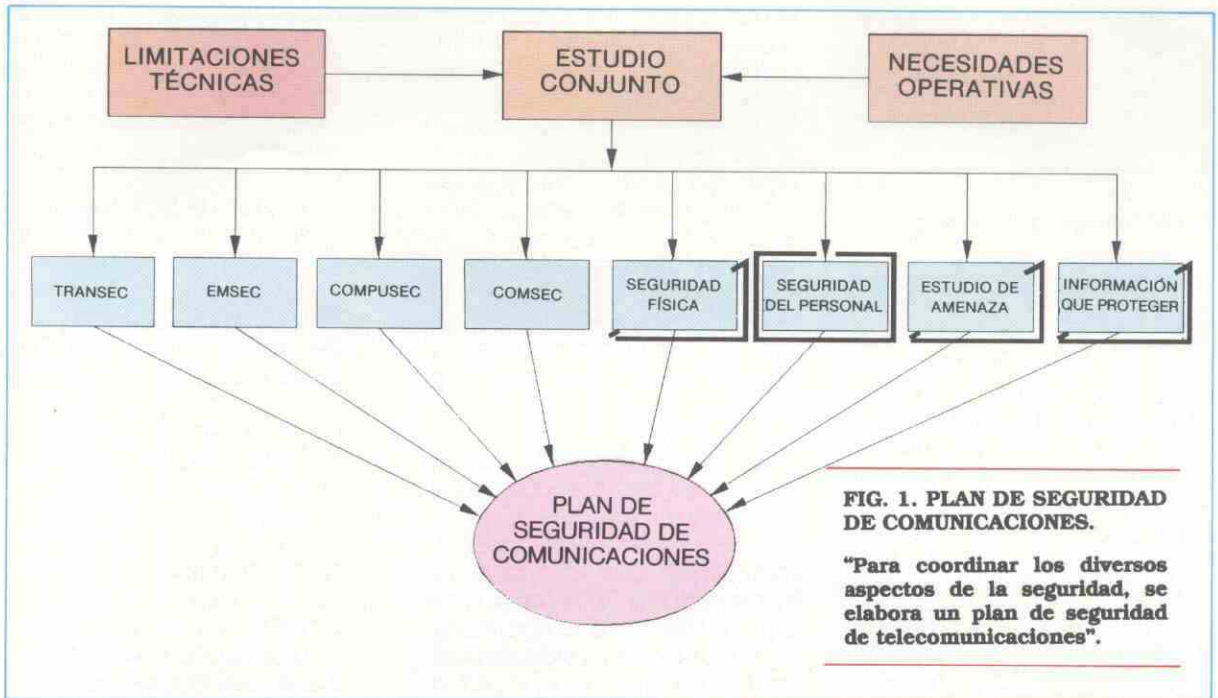 LIMITACIONES
TÉCNICAS
ESTUDIO
CONJUNTO
NECESIDADES
OPERATIVAS
TRANSEC
EMSEC
COMPUSEC
COMSEC
SEGURIDAD
FÍSICA
SEGURIDAD
DEL PERSONAL
ESTUDIO DE
AMENAZA
INFORMACIÓN
QUE PROTEGER
PLAN DE
SEGURIDAD DE
COMUNICACIONES
FIG. 1. PLAN DE SEGURIDAD
DE COMUNICACIONES.
"Para coordinar los diversos
aspectos de la seguridad, se
elabora un plan de seguridad
de telecomunicaciones".